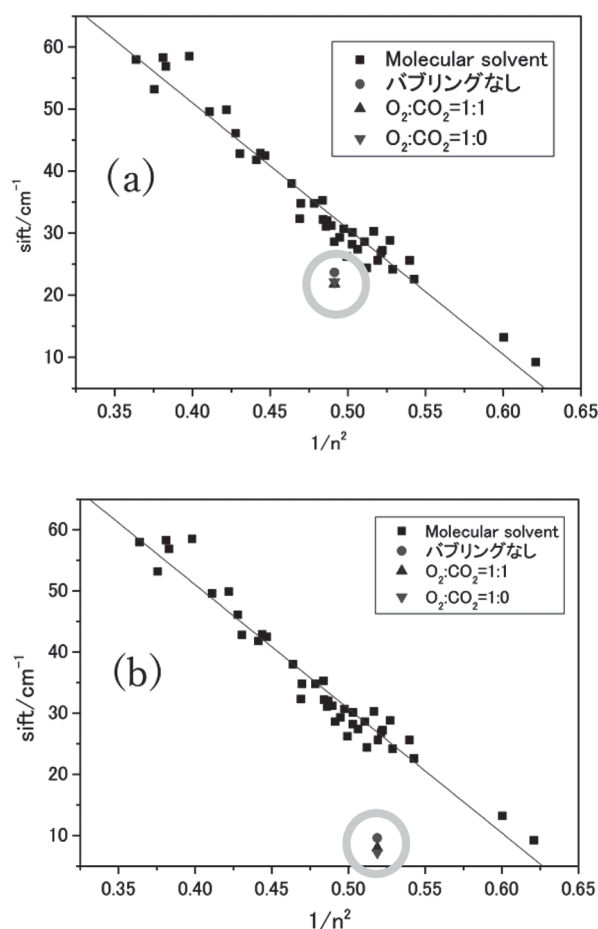 60
50
40
30
20
10
sift/cm⁻¹
(a)
Molecular solvent
バブリングなし
O₂:CO₂=1:1
O₂:CO₂=1:0
0.35 0.40 0.45 0.50 0.55 0.60 0.65
1/n²
60
50
40
30
20
10
sift/cm⁻¹
(b)
Molecular solvent
バブリングなし
O₂:CO₂=1:1
O₂:CO₂=1:0
0.35 0.40 0.45 0.50 0.55 0.60 0.65
1/n²